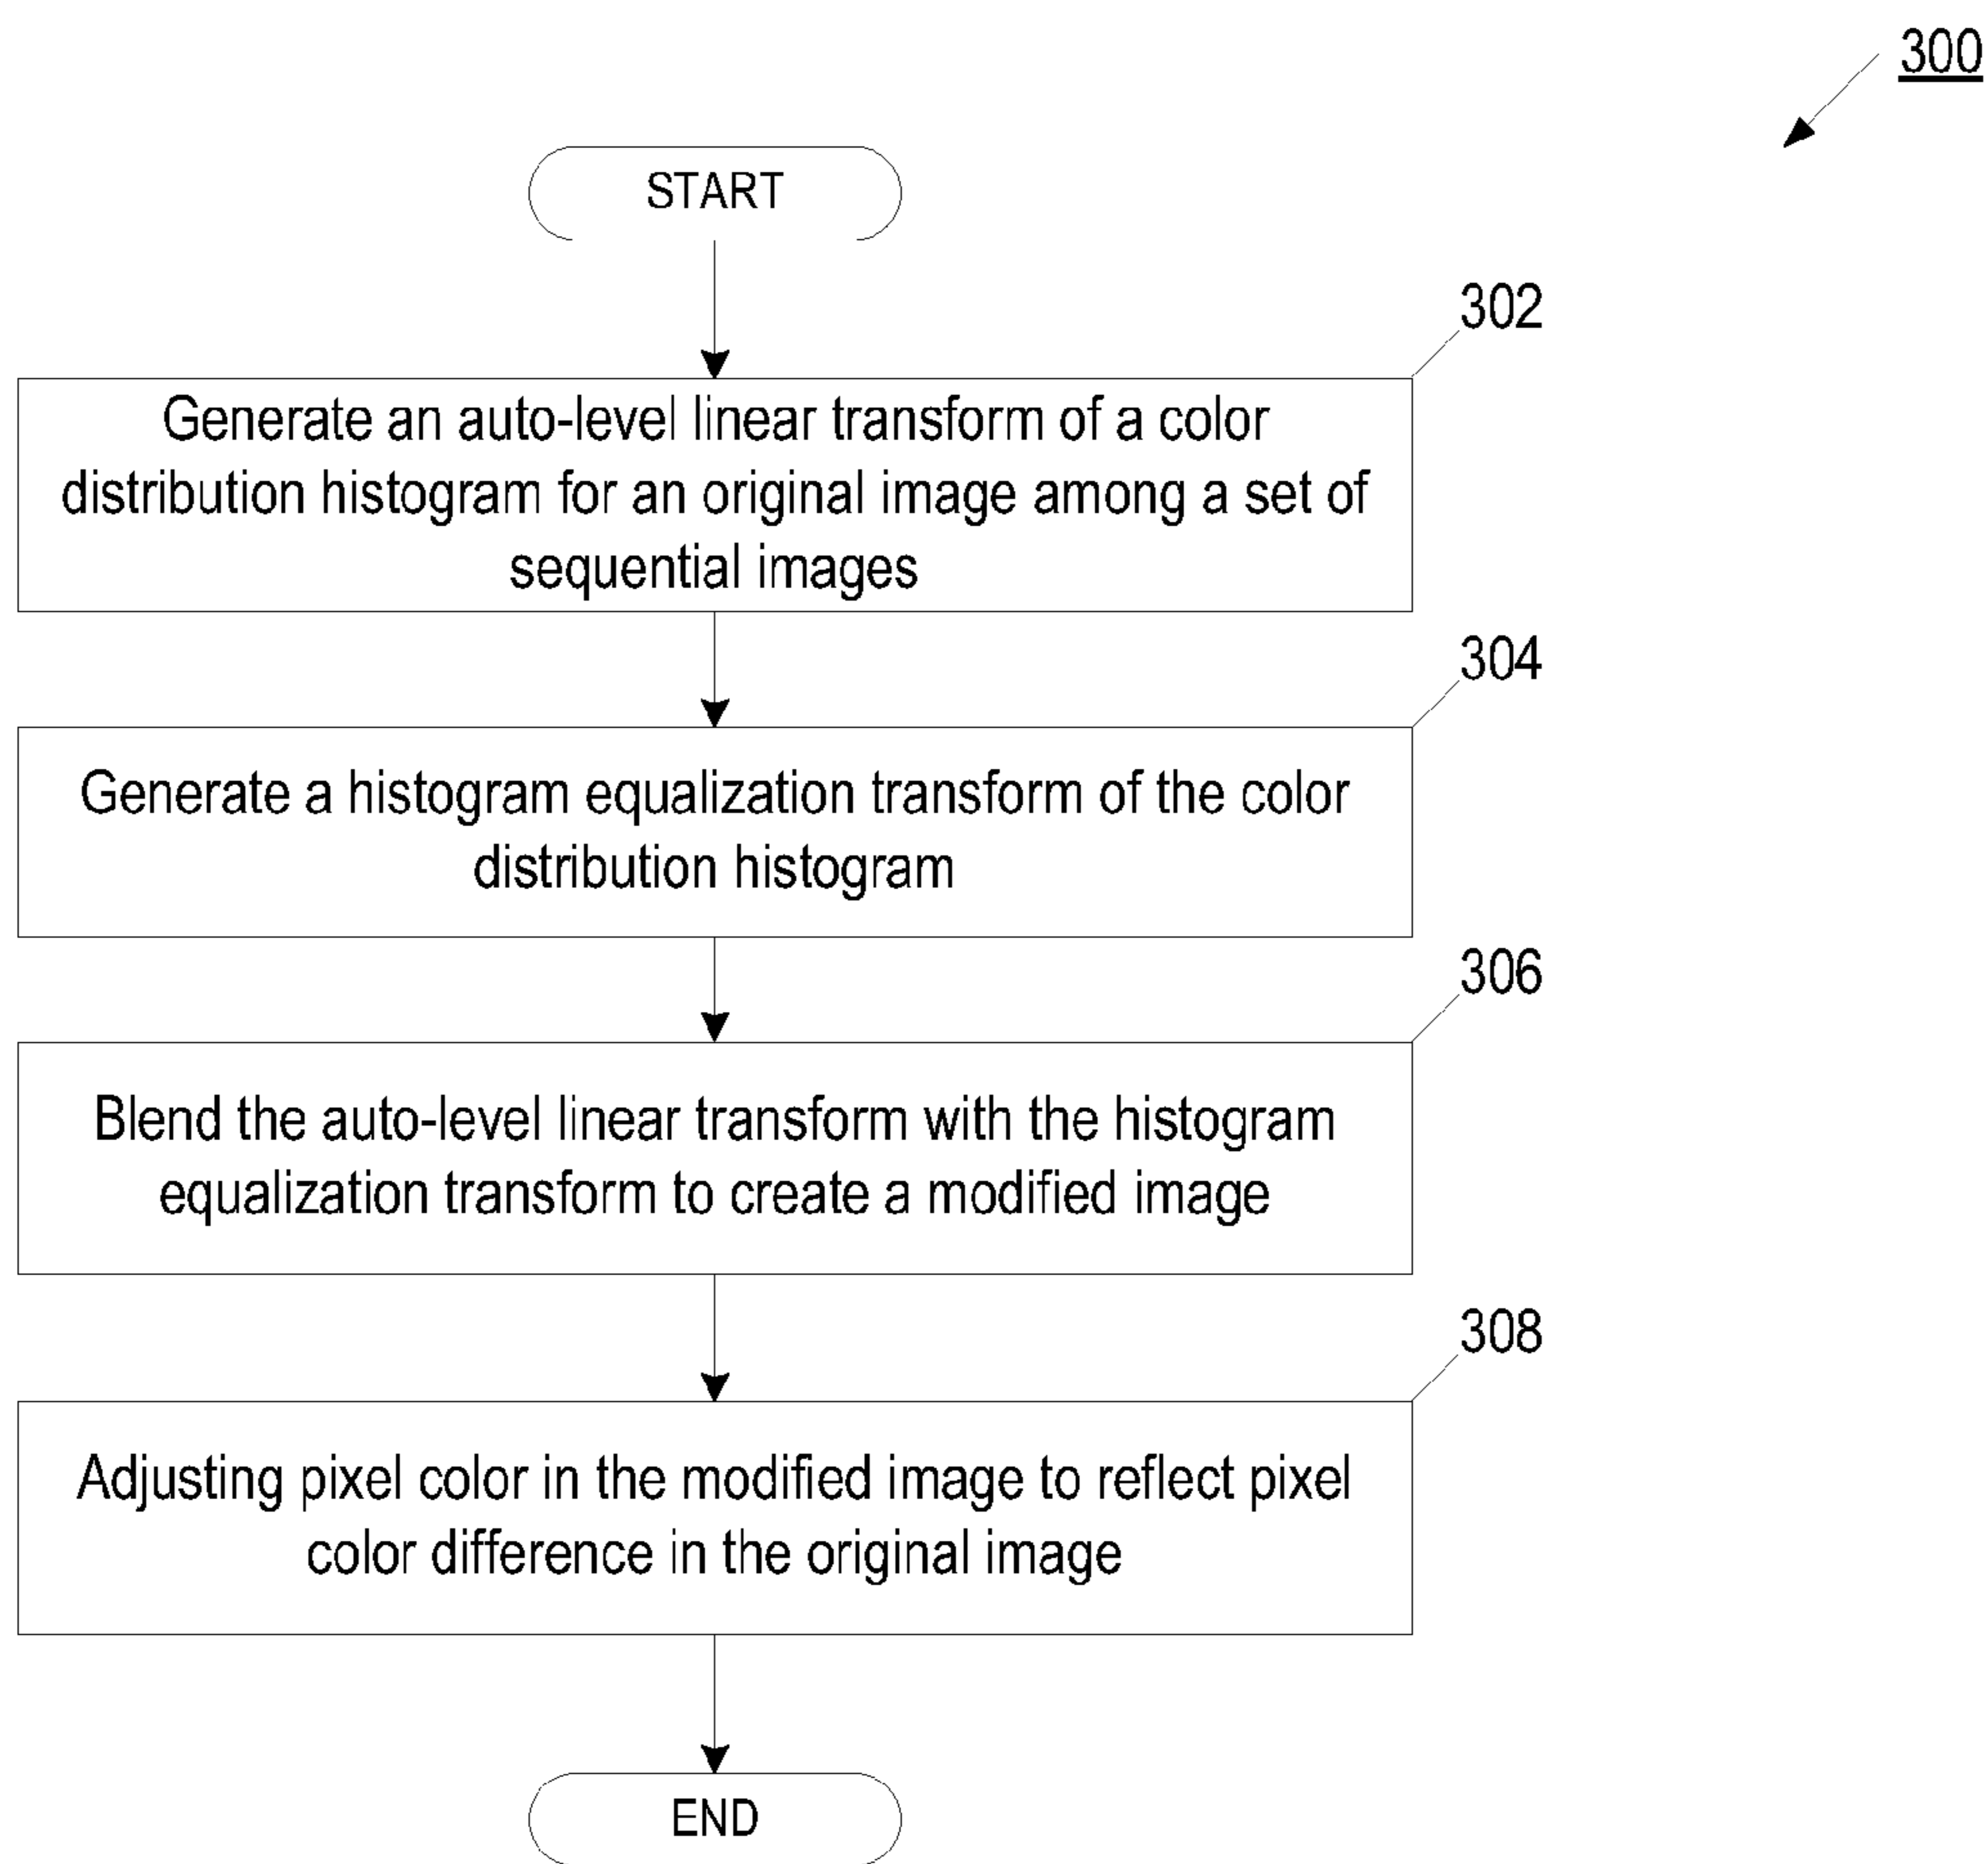 300
START
302
Generate an auto-level linear transform of a color
distribution histogram for an original image among a set of
sequential images
304
Generate a histogram equalization transform of the color
distribution histogram
306
Blend the auto-level linear transform with the histogram
equalization transform to create a modified image
308
Adjusting pixel color in the modified image to reflect pixel
color difference in the original image
END